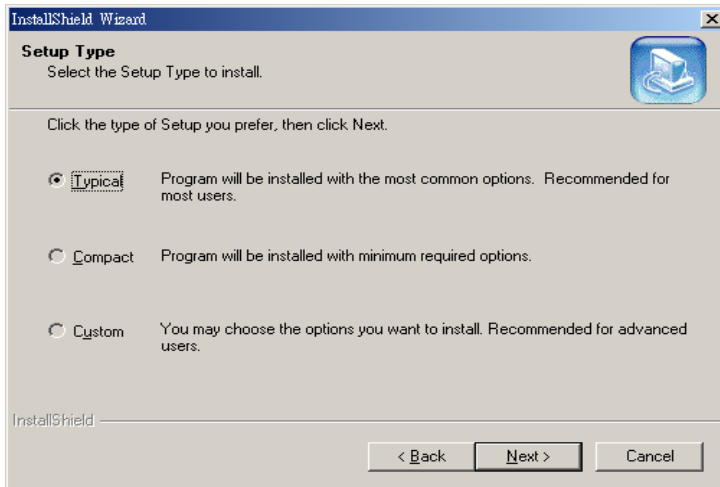 InstallShield Wizard
Setup Type
Select the Setup Type to install.
Click the type of Setup you prefer, then click Next.
Typical
Program will be installed with the most common options.  Recommended for
most users.
Compact
Program will be installed with minimum required options.
Custom
You may choose the options you want to install. Recommended for advanced
users.
InstallShield
< Back
Next >
Cancel